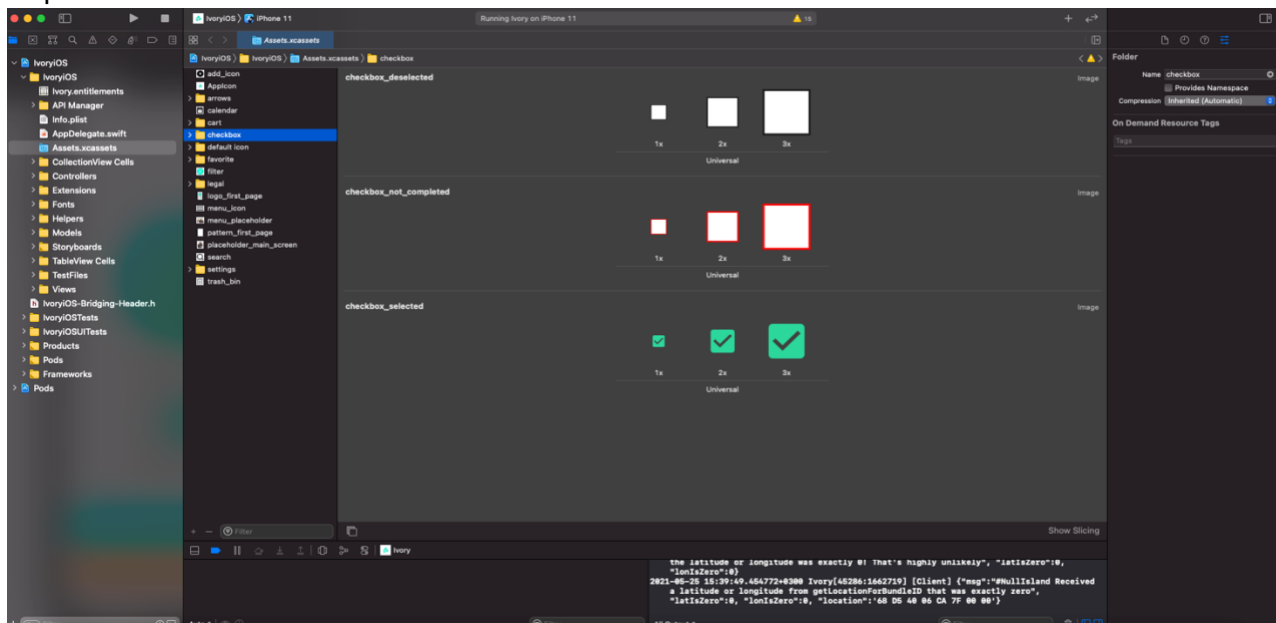 IvoryiOS
iPhone 11
Running Ivory on iPhone 11
15
Assets.xcassets
IvoryiOS
IvoryiOS
Ivory.entitlements
API Manager
Info.plist
AppDelegate.swift
Assets.xcassets
CollectionView Cells
Controllers
Extensions
Fonts
Helpers
Models
Storyboards
TableView Cells
TestFiles
Views
IvoryiOS-Bridging-Header.h
IvoryiOSTests
IvoryiOSUITests
Products
Pods
Frameworks
Pods
IvoryiOS
IvoryiOS
Assets.xcassets
checkbox
add_icon
AppIcon
arrows
calendar
cart
checkbox
default icon
favorite
filter
legal
logo_first_page
menu_icon
menu_placeholder
pattern_first_page
placeholder_main_screen
search
settings
trash_bin
Filter
checkbox_deselected
Image
1x
2x
3x
Universal
checkbox_not_completed
Image
1x
2x
3x
Universal
checkbox_selected
Image
1x
2x
3x
Universal
Show Slicing
Folder
Name
checkbox
Provides Namespace
Compression
Inherited (Automatic)
On Demand Resource Tags
Tags
Ivory
the latitude or longitude was exactly 0! That's highly unlikely", "latIsZero":0,
"lonIsZero":0}
2021-05-25 15:39:49.454772+0300 Ivory[45286:1662719] [Client] {"msg":"#NullIsland Received
a latitude or longitude from getLocationForBundleID that was exactly zero",
"latIsZero":0, "lonIsZero":0, "location":'68 D5 40 06 CA 7F 00 00'}